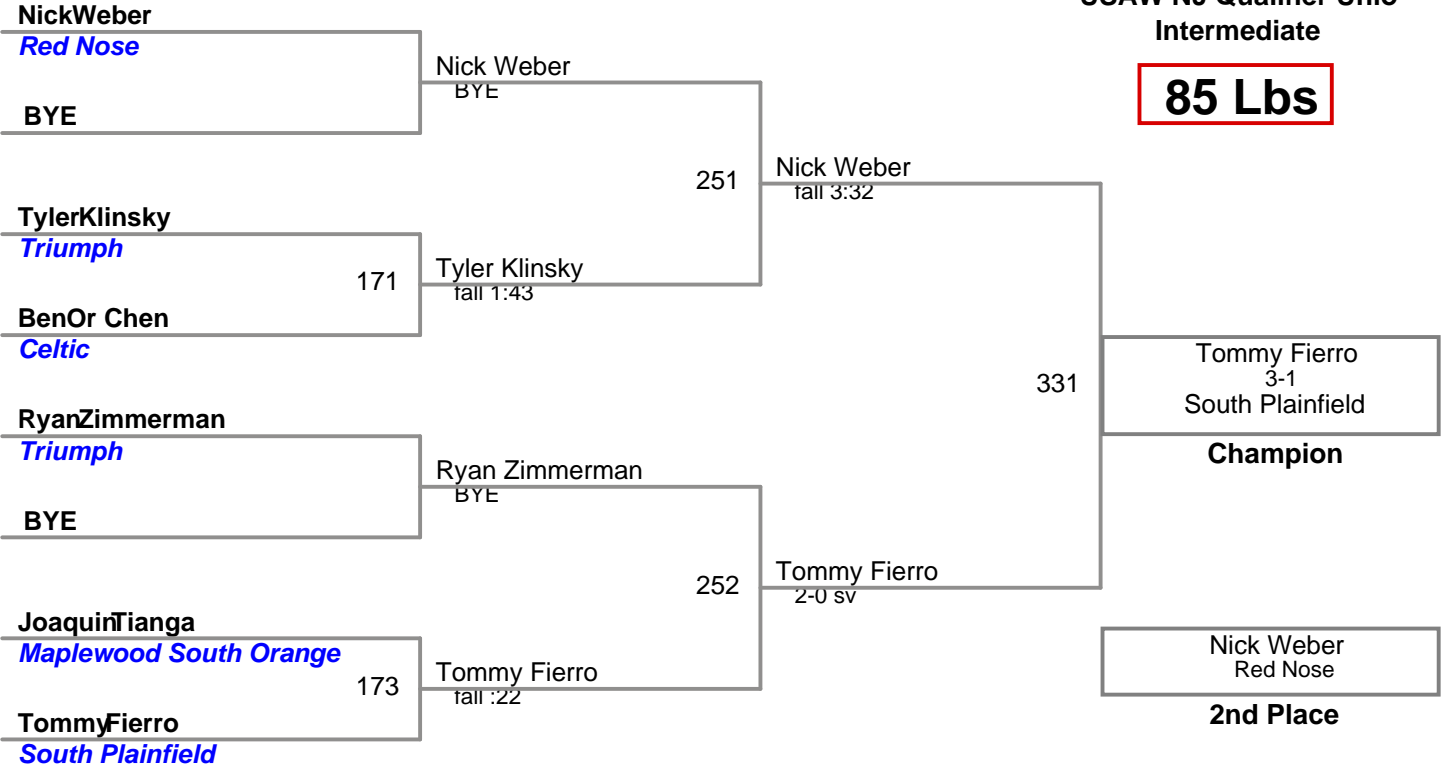 NickWeber
Red Nose
BYE
TylerKlinsky
Triumph
171
BenOr Chen
Celtic
RyanZimmerman
Triumph
BYE
JoaquinTianga
Maplewood South Orange
173
TommyFierro
South Plainfield
Nick Weber
BYE
251
Tyler Klinsky
fall 1:43
Ryan Zimmerman
BYE
252
Tommy Fierro
fall :22
Nick Weber
fall 3:32
331
Tommy Fierro
2-0 sv
Intermediate
85 Lbs
Tommy Fierro
3-1
South Plainfield
Champion
Nick Weber
Red Nose
2nd Place